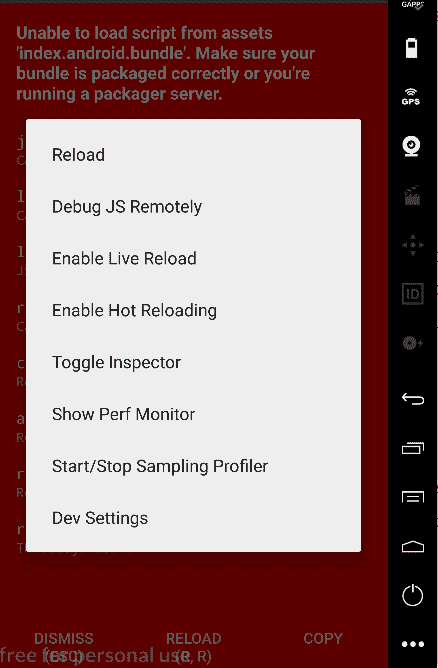 GAPPS
Unable to load script from assets
'index.android.bundle'. Make sure your
bundle is packaged correctly or you're
running a packager server.
GPS
Reload
Debug JS Remotely
Enable Live Reload
Enable Hot Reloading
ID
Toggle Inspector
Show Perf Monitor
Start/Stop Sampling Profiler
Dev Settings
DISMISS
(ESC)
RELOAD
(R, R)
COPY
free for personal use